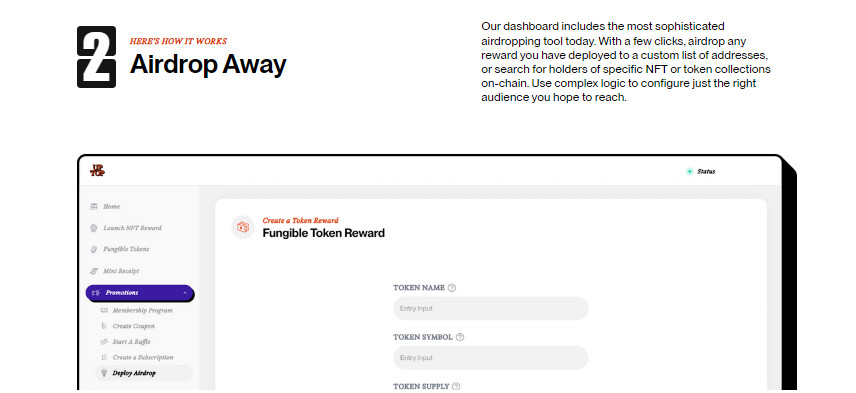 2
HERE'S HOW IT WORKS
Airdrop Away
Our dashboard includes the most sophisticated
airdropping tool today. With a few clicks, airdrop any
reward you have deployed to a custom list of addresses,
or search for holders of specific NFT or token collections
on-chain. Use complex logic to configure just the right
audience you hope to reach.
UP
TOP
Status
Home
Launch NFT Reward
Fungible Tokens
Mint Receipt
Promotions
Membership Program
Create Coupon
Start A Raffle
Create a Subscription
Deploy Airdrop
Create a Token Reward
Fungible Token Reward
TOKEN NAME ?
Entry Input
TOKEN SYMBOL ?
Entry Input
TOKEN SUPPLY ?